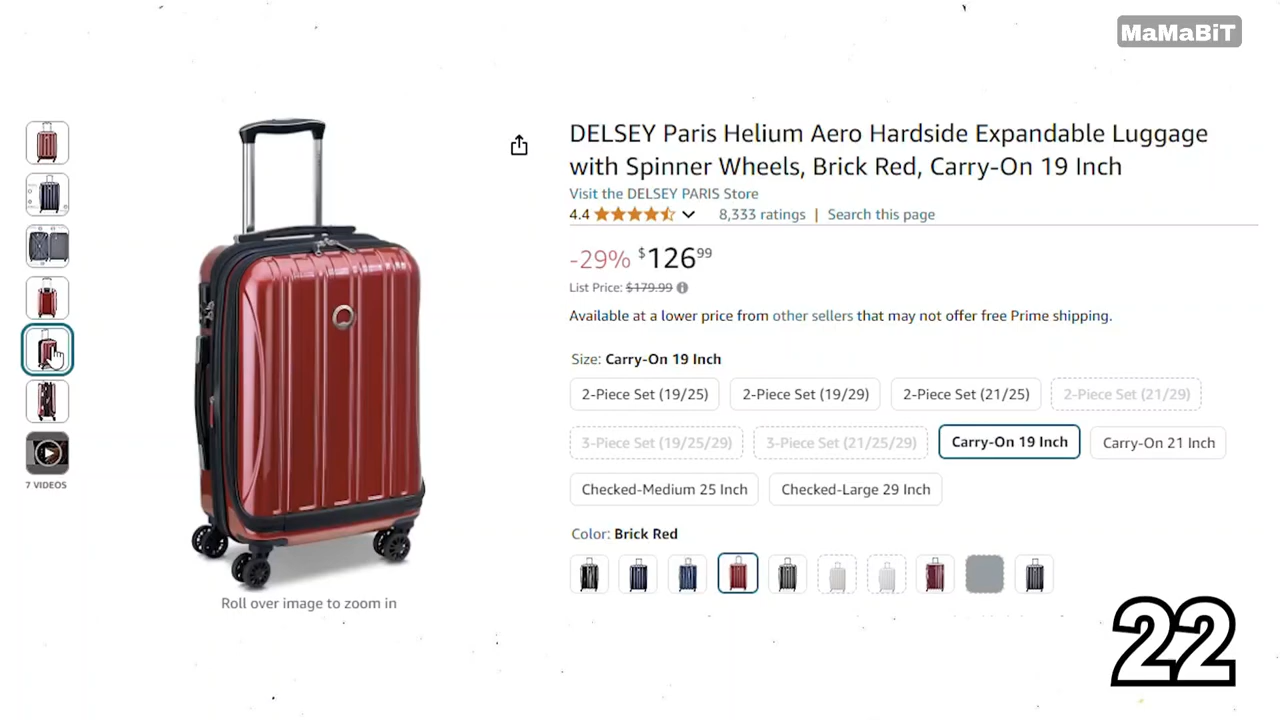 MaMaBiT
DELSEY Paris Helium Aero Hardside Expandable Luggage
with Spinner Wheels, Brick Red, Carry-On 19 Inch
Visit the DELSEY PARIS Store
4.4 8,333 ratings | Search this page
-29% $126.99
List Price: $179.99
Available at a lower price from other sellers that may not offer free Prime shipping.
Size: Carry-On 19 Inch
2-Piece Set (19/25) 2-Piece Set (19/29) 2-Piece Set (21/25) 2-Piece Set (21/29)
3-Piece Set (19/25/29) 3-Piece Set (21/25/29) Carry-On 19 Inch Carry-On 21 Inch
Checked-Medium 25 Inch Checked-Large 29 Inch
Color: Brick Red
7 VIDEOS
Roll over image to zoom in
22